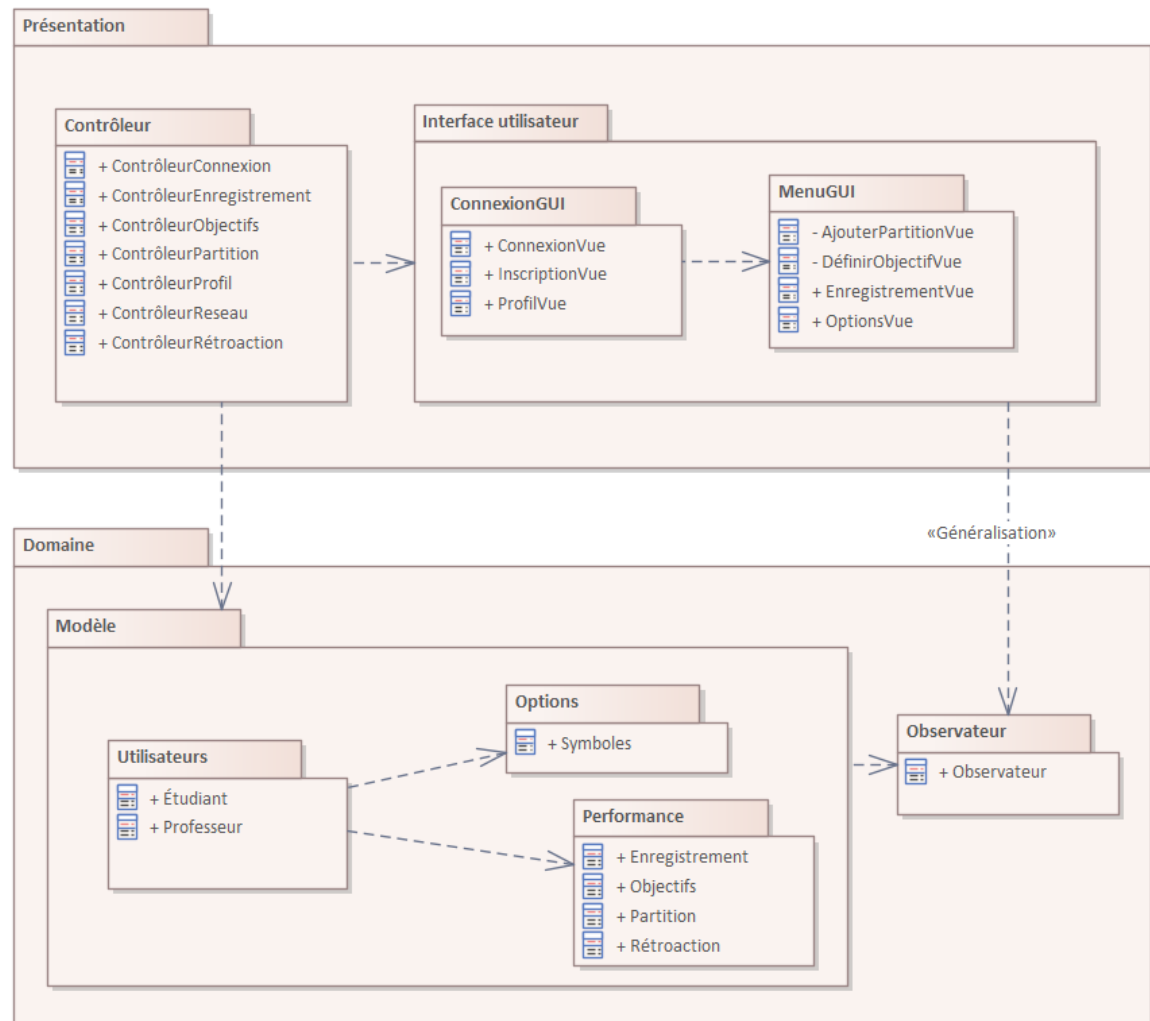 Présentation
Contrôleur
+ ContrôleurConnexion
+ ContrôleurEnregistrement
+ ContrôleurObjectifs
+ ContrôleurPartition
+ ContrôleurProfil
+ ContrôleurReseau
+ ContrôleurRétroaction
Interface utilisateur
ConnexionGUI
+ ConnexionVue
+ InscriptionVue
+ ProfilVue
MenuGUI
- AjouterPartitionVue
- DéfinirObjectifVue
+ EnregistrementVue
+ OptionsVue
«Généralisation»
Domaine
Modèle
Utilisateurs
+ Étudiant
+ Professeur
Options
+ Symboles
Performance
+ Enregistrement
+ Objectifs
+ Partition
+ Rétroaction
Observateur
+ Observateur